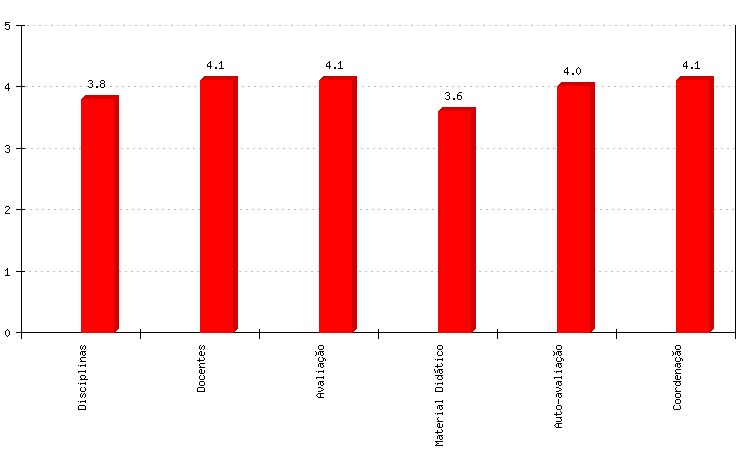 5
4
3
2
1
0
3.8
4.1
4.1
3.6
4.0
4.1
Disciplinas
Docentes
Avaliação
Material Didático
Auto-avaliação
Coordenação